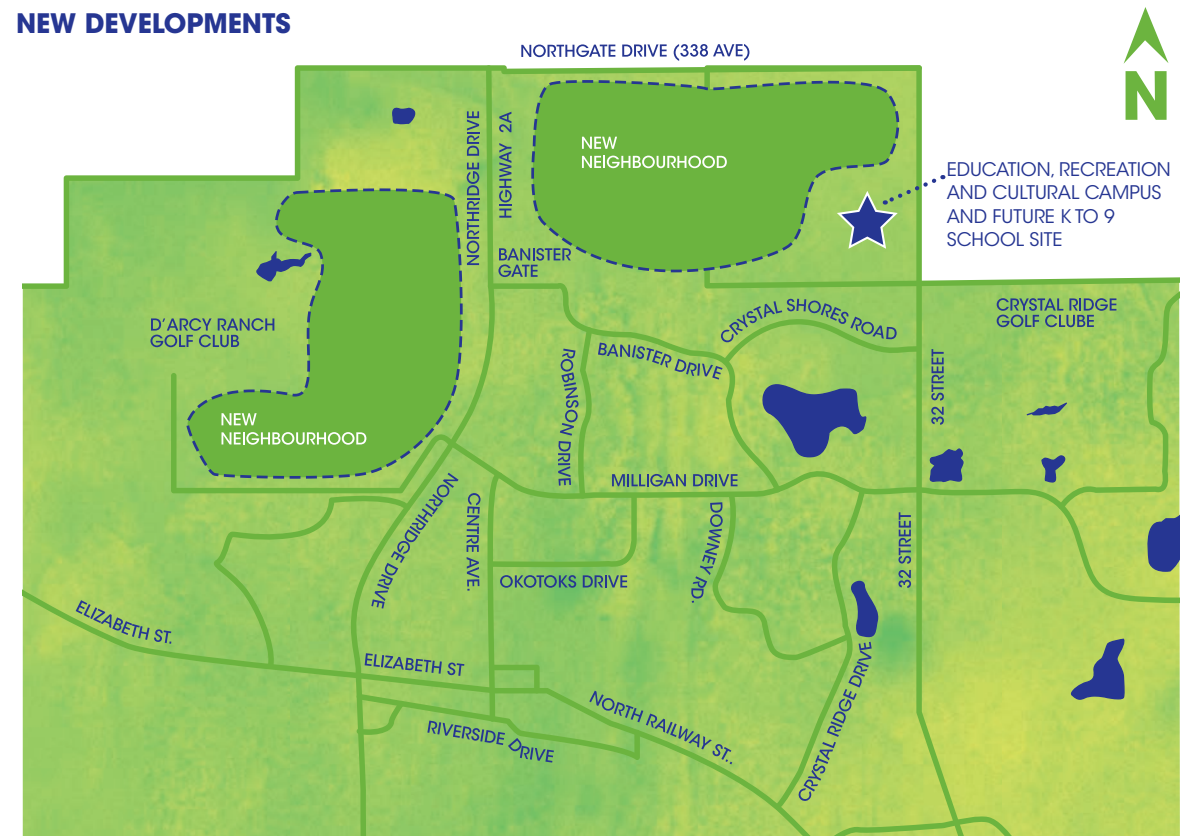 NEW DEVELOPMENTS
NORTHGATE DRIVE (338 AVE)
N
NORTHRIDGE DRIVE
HIGHWAY 2A
NEW
NEIGHBOURHOOD
EDUCATION, RECREATION
AND CULTURAL CAMPUS
AND FUTURE K TO 9
SCHOOL SITE
BANISTER
GATE
D'ARCY RANCH
GOLF CLUB
CRYSTAL SHORES ROAD
CRYSTAL RIDGE
GOLF CLUBE
BANISTER DRIVE
ROBINSON DRIVE
32 STREET
NEW
NEIGHBOURHOOD
MILLIGAN DRIVE
NORTHRIDGE DRIVE
CENTRE AVE.
DOWNEY RD.
32 STREET
OKOTOKS DRIVE
ELIZABETH ST.
ELIZABETH ST
CRYSTAL RIDGE DRIVE
NORTH RAILWAY ST..
RIVERSIDE DRIVE